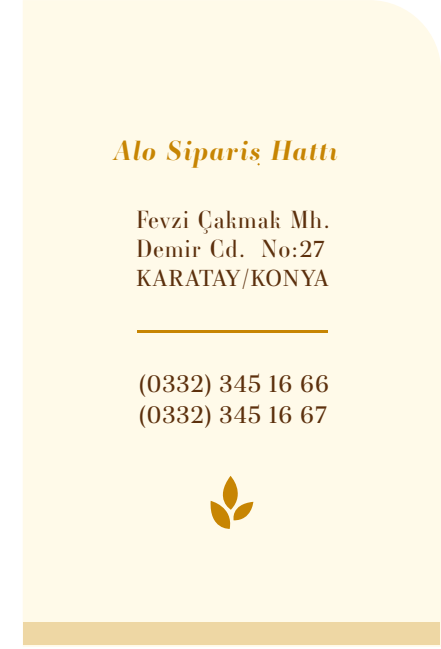 Alo Sipariş Hattı
Fevzi Çakmak Mh.
Demir Cd. No:27
KARATAY/KONYA
(0332) 345 16 66
(0332) 345 16 67